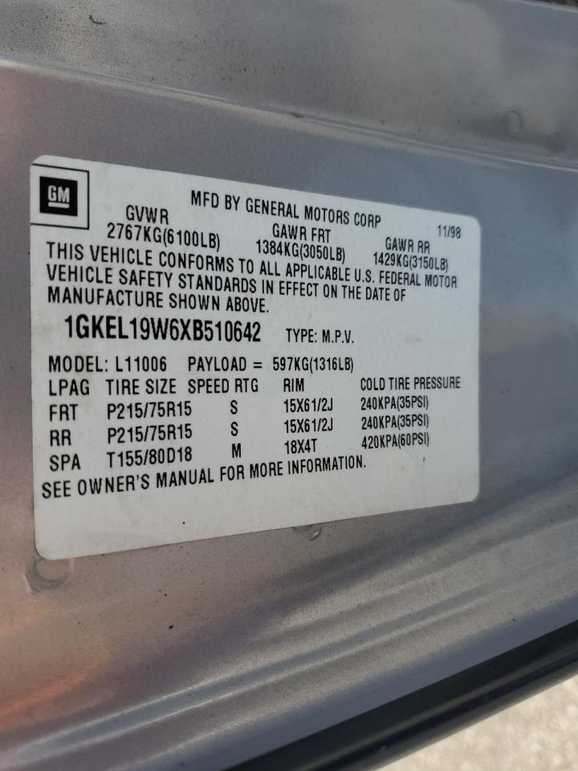 GM
MFD BY GENERAL MOTORS CORP
11/98
GVWR GAWR FRT GAWR RR
2767KG(6100LB) 1384KG(3050LB) 1429KG(3150LB)
THIS VEHICLE CONFORMS TO ALL APPLICABLE U.S. FEDERAL MOTOR
VEHICLE SAFETY STANDARDS IN EFFECT ON THE DATE OF
MANUFACTURE SHOWN ABOVE.
1GKEL19W6XB510642 TYPE: M.P.V.
MODEL: L11006 PAYLOAD = 597KG(1316LB)
LPAG TIRE SIZE SPEED RTG RIM COLD TIRE PRESSURE
FRT P215/75R15 S 15X61/2J 240KPA(35PSI)
RR P215/75R15 S 15X61/2J 240KPA(35PSI)
SPA T155/80D18 M 18X4T 420KPA(60PSI)
SEE OWNER'S MANUAL FOR MORE INFORMATION.